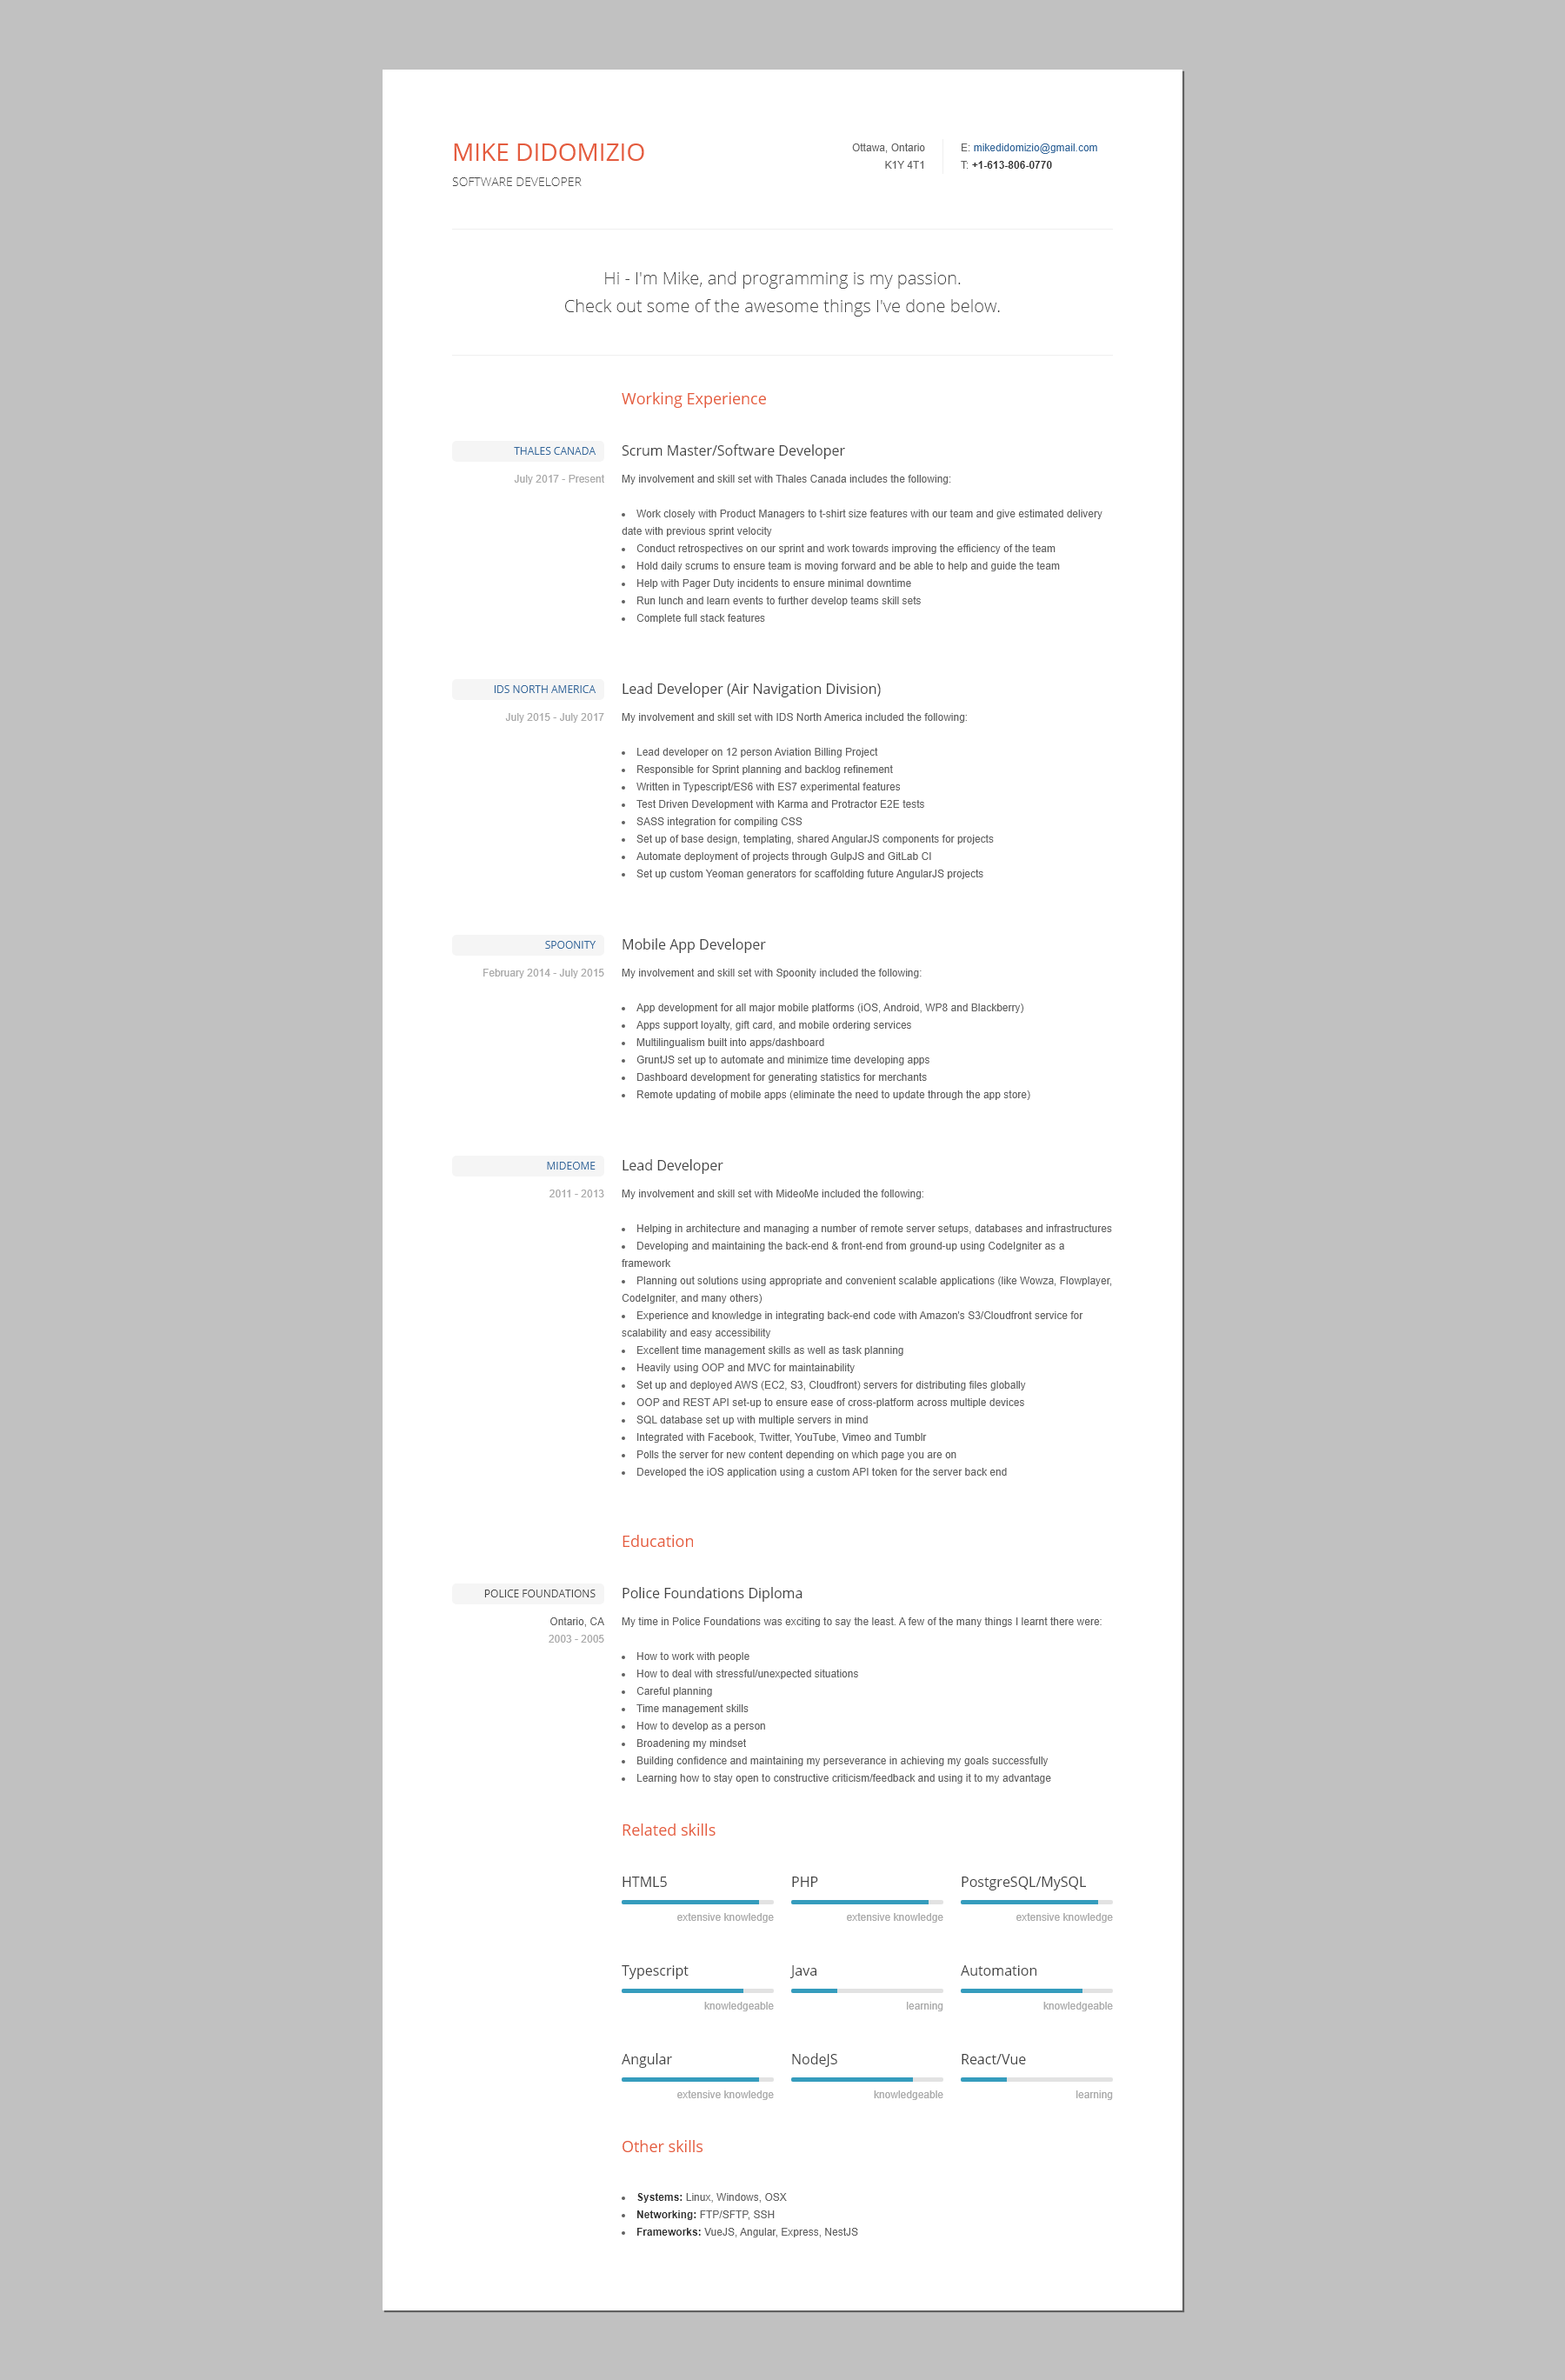 MIKE DIDOMIZIO
SOFTWARE DEVELOPER
Ottawa, Ontario
K1Y 4T1
E: mikedidomizio@gmail.com
T: +1-613-806-0770
Hi - I'm Mike, and programming is my passion.
Check out some of the awesome things I've done below.
Working Experience
THALES CANADA
July 2017 - Present
Scrum Master/Software Developer
My involvement and skill set with Thales Canada includes the following:
• Work closely with Product Managers to t-shirt size features with our team and give estimated delivery
date with previous sprint velocity
• Conduct retrospectives on our sprint and work towards improving the efficiency of the team
• Hold daily scrums to ensure team is moving forward and be able to help and guide the team
• Help with Pager Duty incidents to ensure minimal downtime
• Run lunch and learn events to further develop teams skill sets
• Complete full stack features
IDS NORTH AMERICA
July 2015 - July 2017
Lead Developer (Air Navigation Division)
My involvement and skill set with IDS North America included the following:
• Lead developer on 12 person Aviation Billing Project
• Responsible for Sprint planning and backlog refinement
• Written in Typescript/ES6 with ES7 experimental features
• Test Driven Development with Karma and Protractor E2E tests
• SASS integration for compiling CSS
• Set up of base design, templating, shared AngularJS components for projects
• Automate deployment of projects through GulpJS and GitLab CI
• Set up custom Yeoman generators for scaffolding future AngularJS projects
SPOONITY
February 2014 - July 2015
Mobile App Developer
My involvement and skill set with Spoonity included the following:
• App development for all major mobile platforms (iOS, Android, WP8 and Blackberry)
• Apps support loyalty, gift card, and mobile ordering services
• Multilingualism built into apps/dashboard
• GruntJS set up to automate and minimize time developing apps
• Dashboard development for generating statistics for merchants
• Remote updating of mobile apps (eliminate the need to update through the app store)
MIDEOME
2011 - 2013
Lead Developer
My involvement and skill set with MideoMe included the following:
• Helping in architecture and managing a number of remote server setups, databases and infrastructures
• Developing and maintaining the back-end & front-end from ground-up using CodeIgniter as a
framework
• Planning out solutions using appropriate and convenient scalable applications (like Wowza, Flowplayer,
CodeIgniter, and many others)
• Experience and knowledge in integrating back-end code with Amazon's S3/Cloudfront service for
scalability and easy accessibility
• Excellent time management skills as well as task planning
• Heavily using OOP and MVC for maintainability
• Set up and deployed AWS (EC2, S3, Cloudfront) servers for distributing files globally
• OOP and REST API set-up to ensure ease of cross-platform across multiple devices
• SQL database set up with multiple servers in mind
• Integrated with Facebook, Twitter, YouTube, Vimeo and Tumblr
• Polls the server for new content depending on which page you are on
• Developed the iOS application using a custom API token for the server back end
Education
POLICE FOUNDATIONS
Ontario, CA
2003 - 2005
Police Foundations Diploma
My time in Police Foundations was exciting to say the least. A few of the many things I learnt there were:
• How to work with people
• How to deal with stressful/unexpected situations
• Careful planning
• Time management skills
• How to develop as a person
• Broadening my mindset
• Building confidence and maintaining my perseverance in achieving my goals successfully
• Learning how to stay open to constructive criticism/feedback and using it to my advantage
Related skills
HTML5
extensive knowledge
PHP
extensive knowledge
PostgreSQL/MySQL
extensive knowledge
Typescript
knowledgeable
Java
learning
Automation
knowledgeable
Angular
extensive knowledge
NodeJS
knowledgeable
React/Vue
learning
Other skills
• Systems: Linux, Windows, OSX
• Networking: FTP/SFTP, SSH
• Frameworks: VueJS, Angular, Express, NestJS